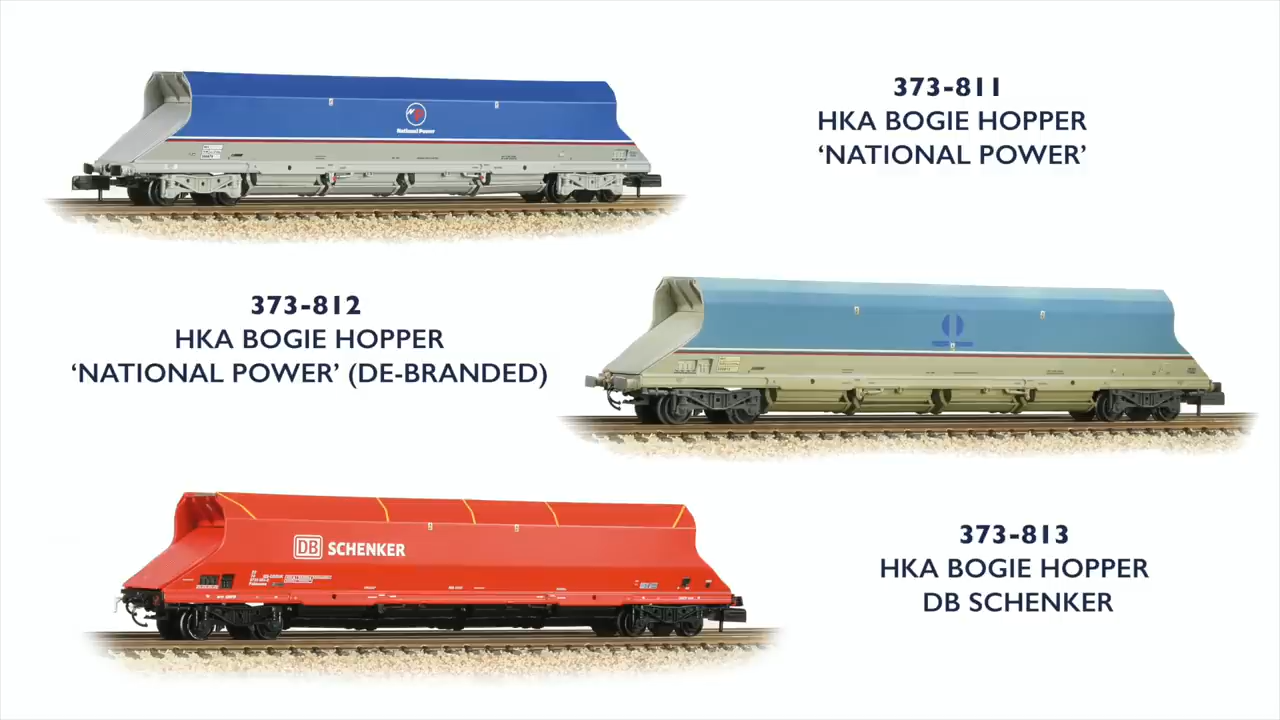 373-811
HKA BOGIE HOPPER
‘NATIONAL POWER’
National Power
373-812
HKA BOGIE HOPPER
‘NATIONAL POWER’ (DE-BRANDED)
373-813
HKA BOGIE HOPPER
DB SCHENKER
DB SCHENKER